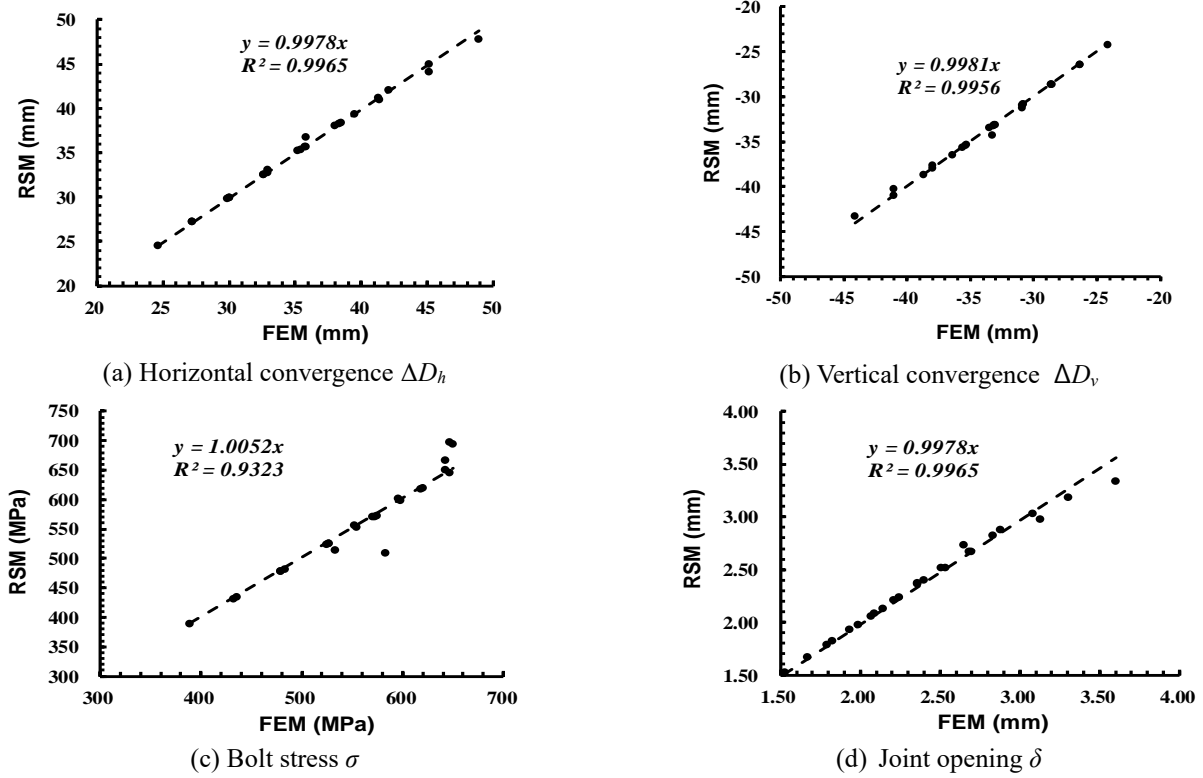 50
45
40
35
30
25
20
RSM (mm)
y = 0.9978x
R² = 0.9965
20 25 30 35 40 45 50
FEM (mm)
(a) Horizontal convergence ΔDh
-20
-25
-30
-35
-40
-45
-50
RSM (mm)
y = 0.9981x
R² = 0.9956
-50 -45 -40 -35 -30 -25 -20
FEM (mm)
(b) Vertical convergence ΔDv
750
700
650
600
550
500
450
400
350
300
RSM (MPa)
y = 1.0052x
R² = 0.9323
300 400 500 600 700
FEM (MPa)
(c) Bolt stress σ
4.00
3.50
3.00
2.50
2.00
1.50
RSM (mm)
y = 0.9978x
R² = 0.9965
1.50 2.00 2.50 3.00 3.50 4.00
FEM (mm)
(d) Joint opening δ